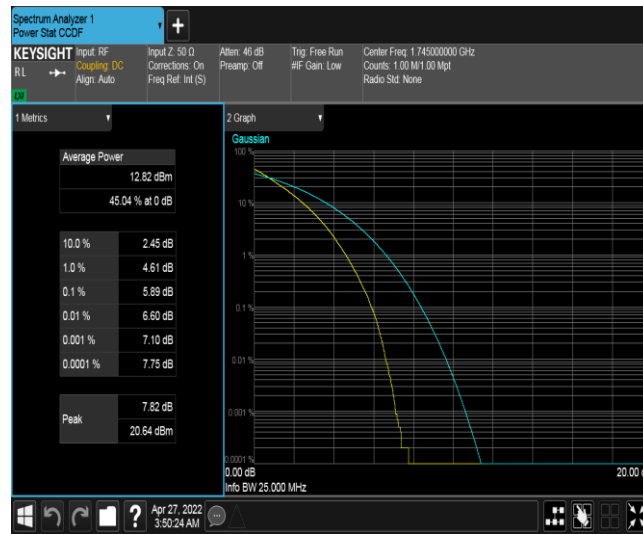 Spectrum Analyzer 1
Power Stat CCDF
+
KEYSIGHT Input: RF Input Z: 50 Ω Atten: 46 dB Trig: Free Run Center Freq: 1.745000000 GHz
RL Coupling: DC Corrections: On Preamp: Off #IF Gain: Low Counts: 1.00 M/1.00 Mpt
Align: Auto Freq Ref: Int (S) Radio Std: None
1 Metrics
Average Power
12.82 dBm
45.04 % at 0 dB
10.0 % 2.45 dB
1.0 % 4.61 dB
0.1 % 5.89 dB
0.01 % 6.60 dB
0.001 % 7.10 dB
0.0001 % 7.75 dB
Peak 7.82 dB
20.64 dBm
2 Graph
Gaussian
100 %
10 %
1 %
0.1 %
0.01 %
0.001 %
0.0001 %
0.00 dB 20.00
Info BW 25.000 MHz
? Apr 27, 2022
3:50:24 AM